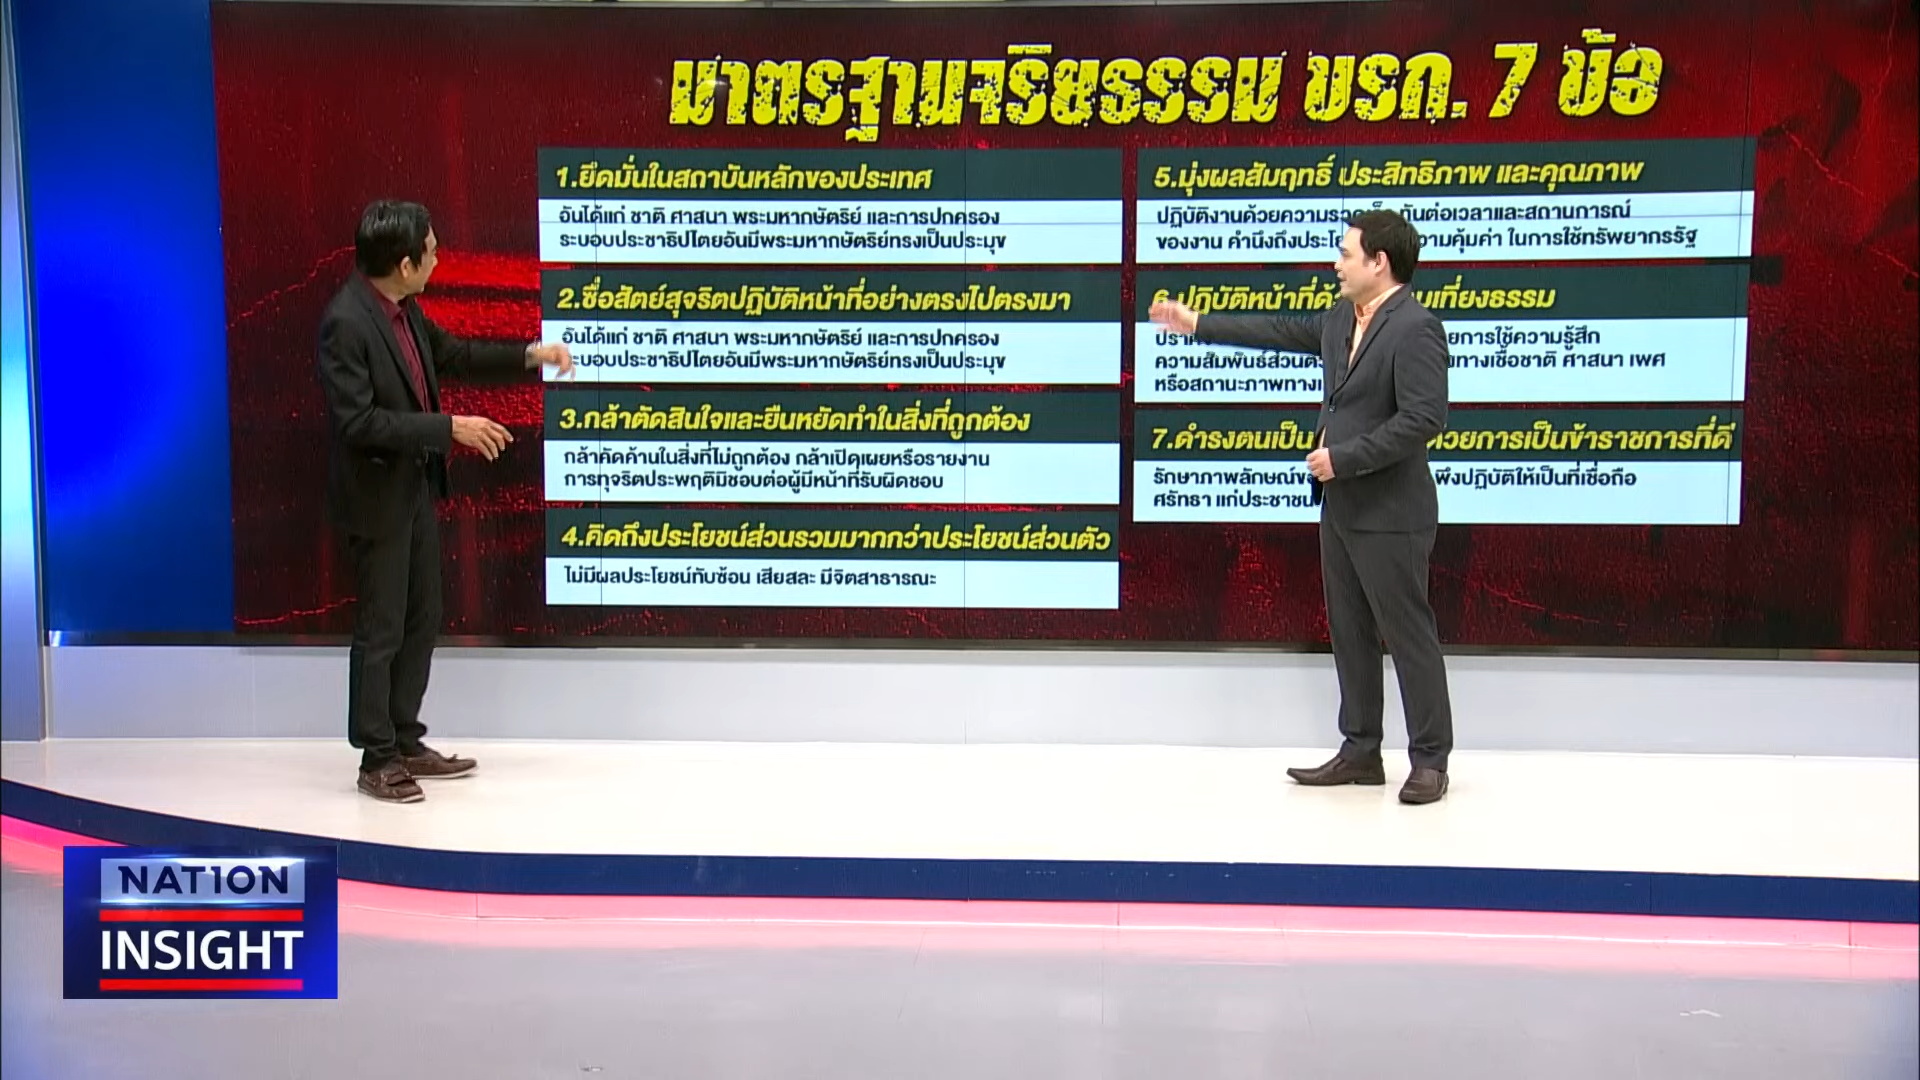 มาตรฐานจริยธรรม ขรก. 7 ข้อ
1.ยึดมั่นในสถาบันหลักของประเทศ
อันได้แก่ ชาติ ศาสนา พระมหากษัตริย์ และการปกครอง
ระบอบประชาธิปไตยอันมีพระมหากษัตริย์ทรงเป็นประมุข
2.ซื่อสัตย์สุจริตปฏิบัติหน้าที่อย่างตรงไปตรงมา
อันได้แก่ ชาติ ศาสนา พระมหากษัตริย์ และการปกครอง
ระบอบประชาธิปไตยอันมีพระมหากษัตริย์ทรงเป็นประมุข
3.กล้าตัดสินใจและยืนหยัดทำในสิ่งที่ถูกต้อง
กล้าคัดค้านในสิ่งที่ไม่ถูกต้อง กล้าเปิดเผยหรือรายงาน
การทุจริตประพฤติมิชอบต่อผู้มีหน้าที่รับผิดชอบ
4.คิดถึงประโยชน์ส่วนรวมมากกว่าประโยชน์ส่วนตัว
ไม่มีผลประโยชน์ทับซ้อน เสียสละ มีจิตสาธารณะ
5.มุ่งผลสัมฤทธิ์ ประสิทธิภาพ และคุณภาพ
ปฏิบัติงานด้วยความรวดเร็ว ทันต่อเวลาและสถานการณ์
ของงาน คำนึงถึงประโย ความคุ้มค่า ในการใช้ทรัพยากรรัฐ
6.ปฏิบัติหน้าที่ด้ เที่ยงธรรม
การใช้ความรู้สึก
ความสัมพันธ์ส่วนตัว ทางเชื้อชาติ ศาสนา เพศ
หรือสถานะภาพทาง
7.ดำรงตนเป็น ด้วยการเป็นข้าราชการที่ดี
รักษาภาพลักษณ์ พึงปฏิบัติให้เป็นที่เชื่อถือ
ศรัทธา แก่ประชาชน
NATION
INSIGHT